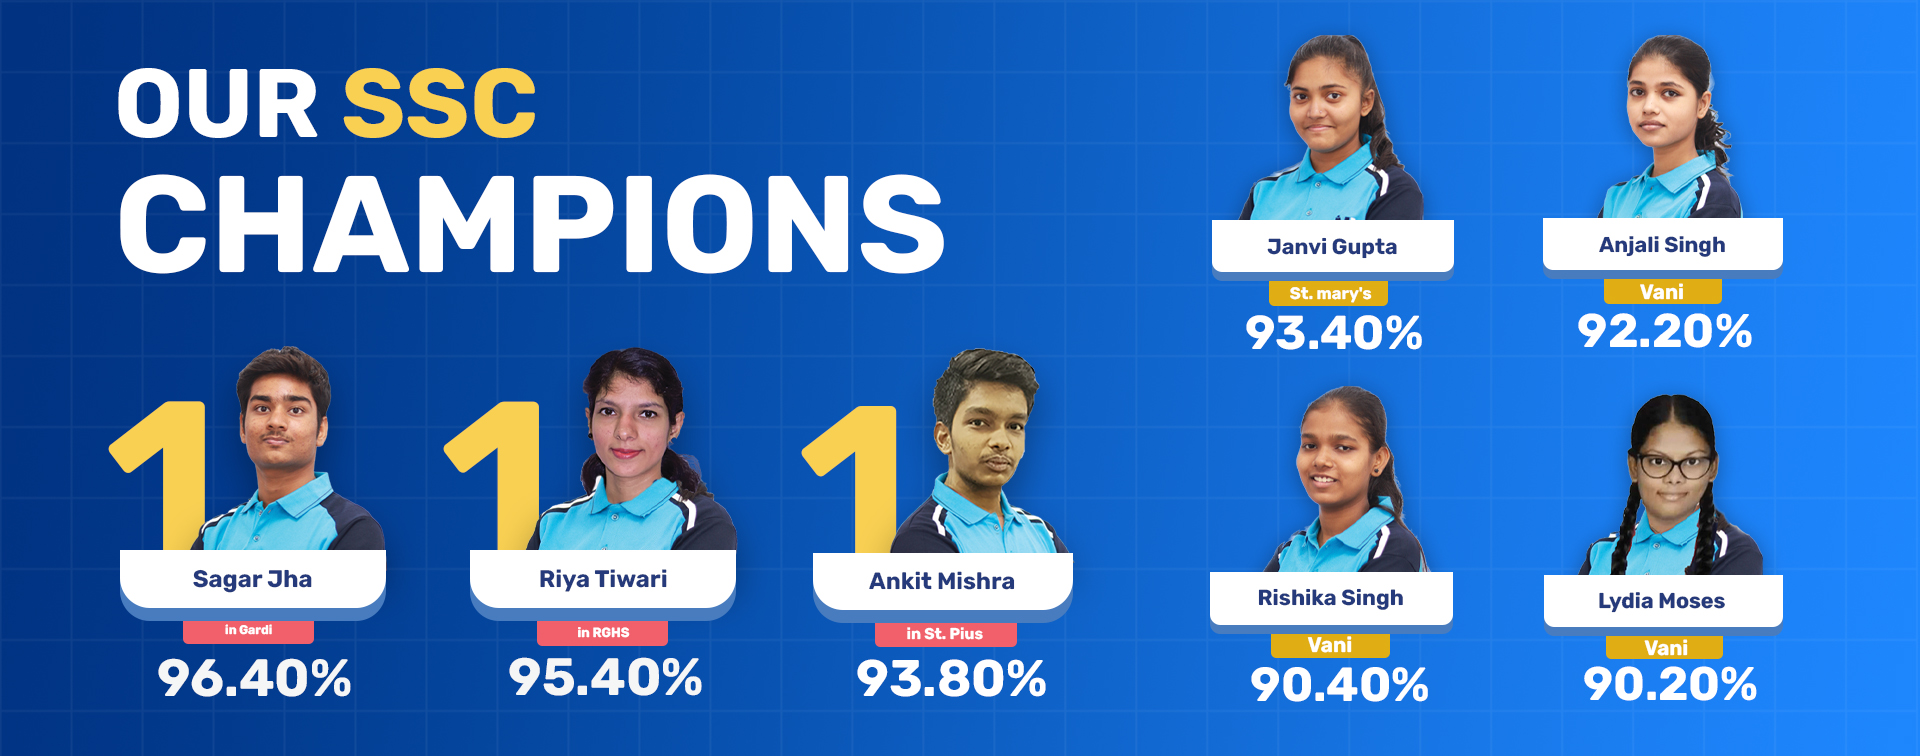 OUR SSC
CHAMPIONS
1
Sagar Jha
in Gardi
96.40%
1
Riya Tiwari
in RGHS
95.40%
1
Ankit Mishra
in St. Pius
93.80%
Janvi Gupta
St. mary's
93.40%
Anjali Singh
Vani
92.20%
Rishika Singh
Vani
90.40%
Lydia Moses
Vani
90.20%